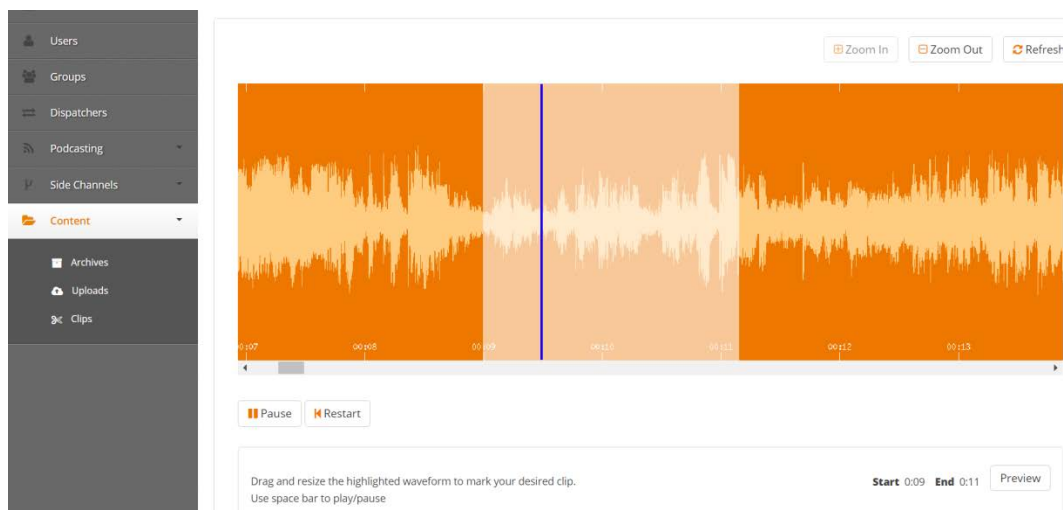 Users
Groups
Dispatchers
Podcasting
Side Channels
Content
Archives
Uploads
Clips
Zoom In Zoom Out Refresh
00:07 00:08 00:09 00:10 00:11 00:12 00:13
Pause Restart
Drag and resize the highlighted waveform to mark your desired clip.
Use space bar to play/pause
Start 0:09 End 0:11 Preview